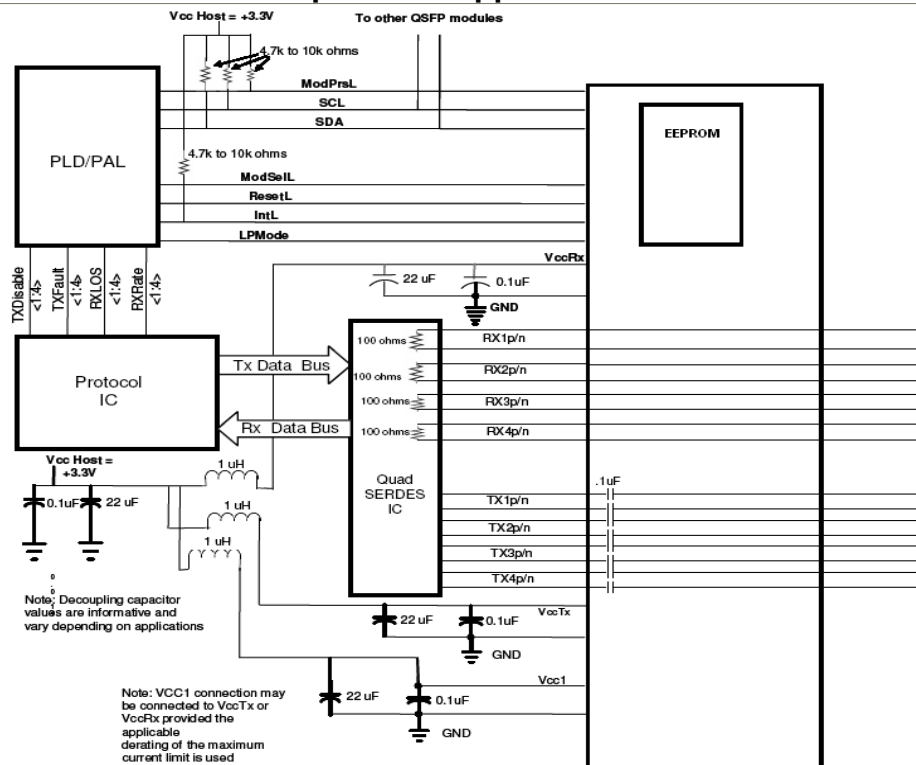 Vcc Host = +3.3V
To other QSFP modules
4.7k to 10k ohms
ModPrsL
SCL
SDA
EEPROM
PLD/PAL
4.7k to 10k ohms
ModSelL
ResetL
IntL
LPMode
VccRx
TXDisable
<1:4>
TXFault
<1:4>
RXLOS
<1:4>
RXRate
<1:4>
22 uF
0.1uF
GND
100 ohms
RX1p/n
Tx Data Bus
100 ohms
RX2p/n
Protocol
IC
100 ohms
RX3p/n
Rx Data Bus
100 ohms
RX4p/n
Vcc Host =
+3.3V
1 uH
Quad
SERDES
IC
.1uF
0.1uF
22 uF
TX1p/n
1 uH
TX2p/n
1 uH
TX3p/n
TX4p/n
Note: Decoupling capacitor
values are informative and
vary depending on applications
VccTx
22 uF
0.1uF
GND
Vcc1
Note: VCC1 connection may
be connected to VccTx or
VccRx provided the
applicable
derating of the maximum
current limit is used
22 uF
0.1uF
GND